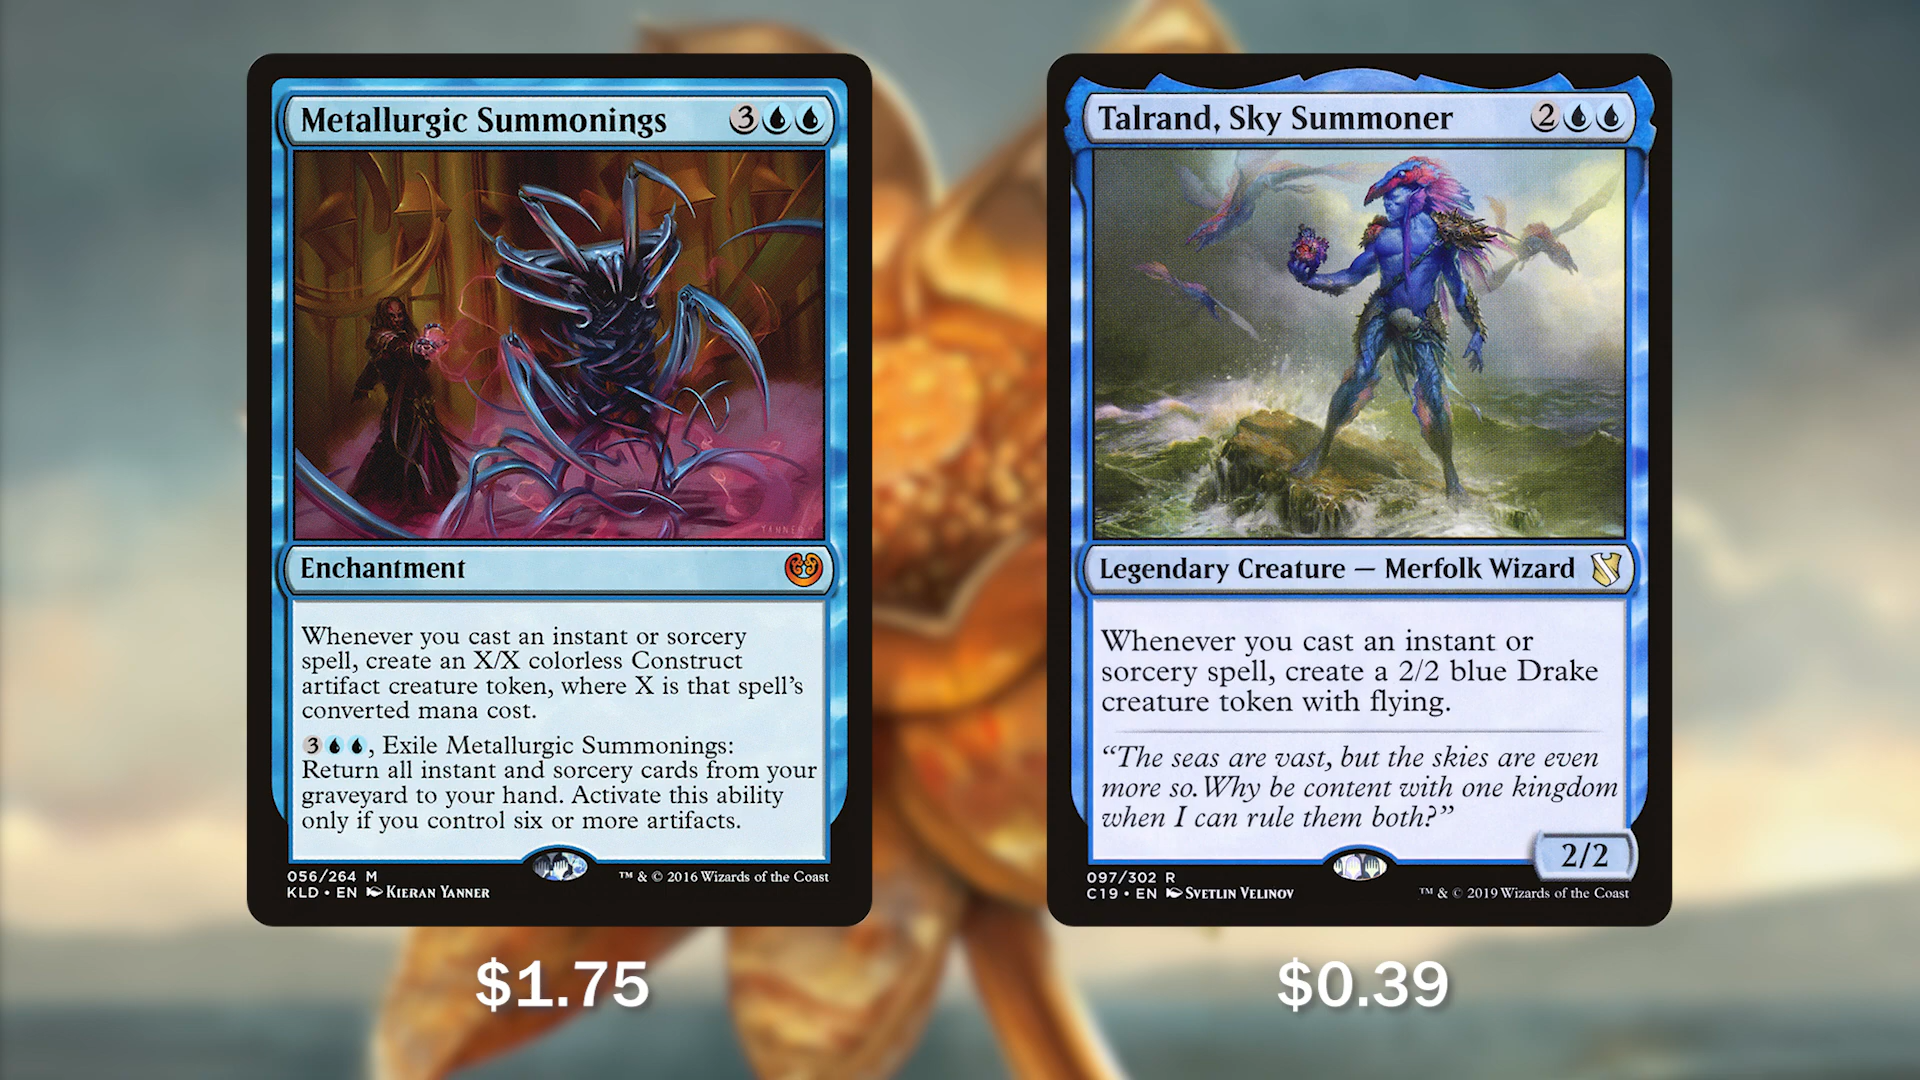 Metallurgic Summonings 3
Enchantment
Whenever you cast an instant or sorcery
spell, create an X/X colorless Construct
artifact creature token, where X is that spell's
converted mana cost.
3, Exile Metallurgic Summonings:
Return all instant and sorcery cards from your
graveyard to your hand. Activate this ability
only if you control six or more artifacts.
056/264 M
KLD • EN Kieran Yanner
™ & © 2016 Wizards of the Coast
$1.75
Talrand, Sky Summoner 2
Legendary Creature — Merfolk Wizard
Whenever you cast an instant or
sorcery spell, create a 2/2 blue Drake
creature token with flying.
“The seas are vast, but the skies are even
more so. Why be content with one kingdom
when I can rule them both?”
2/2
097/302 R
C19 • EN Svetlin Velinov
™ & © 2019 Wizards of the Coast
$0.39